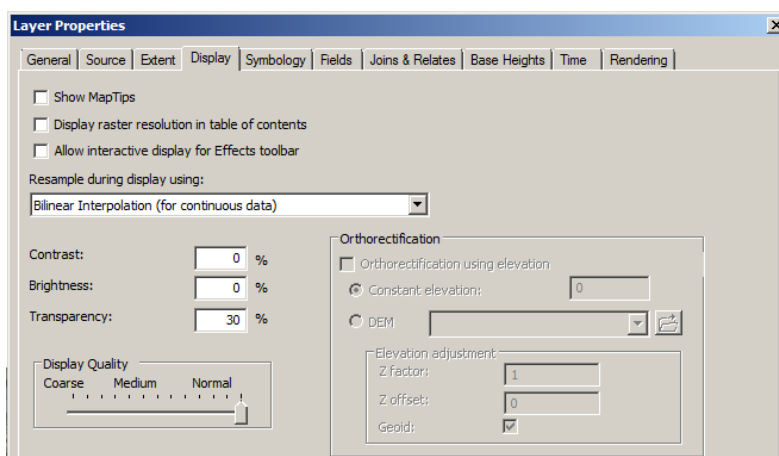 Layer Properties
General Source Extent Display Symbology Fields Joins & Relates Base Heights Time Rendering
Show MapTips
Display raster resolution in table of contents
Allow interactive display for Effects toolbar
Resample during display using:
Bilinear Interpolation (for continuous data)
Contrast: 0 %
Brightness: 0 %
Transparency: 30 %
Display Quality
Coarse Medium Normal
Orthorectification
Orthorectification using elevation
Constant elevation: 0
DEM
Elevation adjustment
Z factor: 1
Z offset: 0
Geoid: